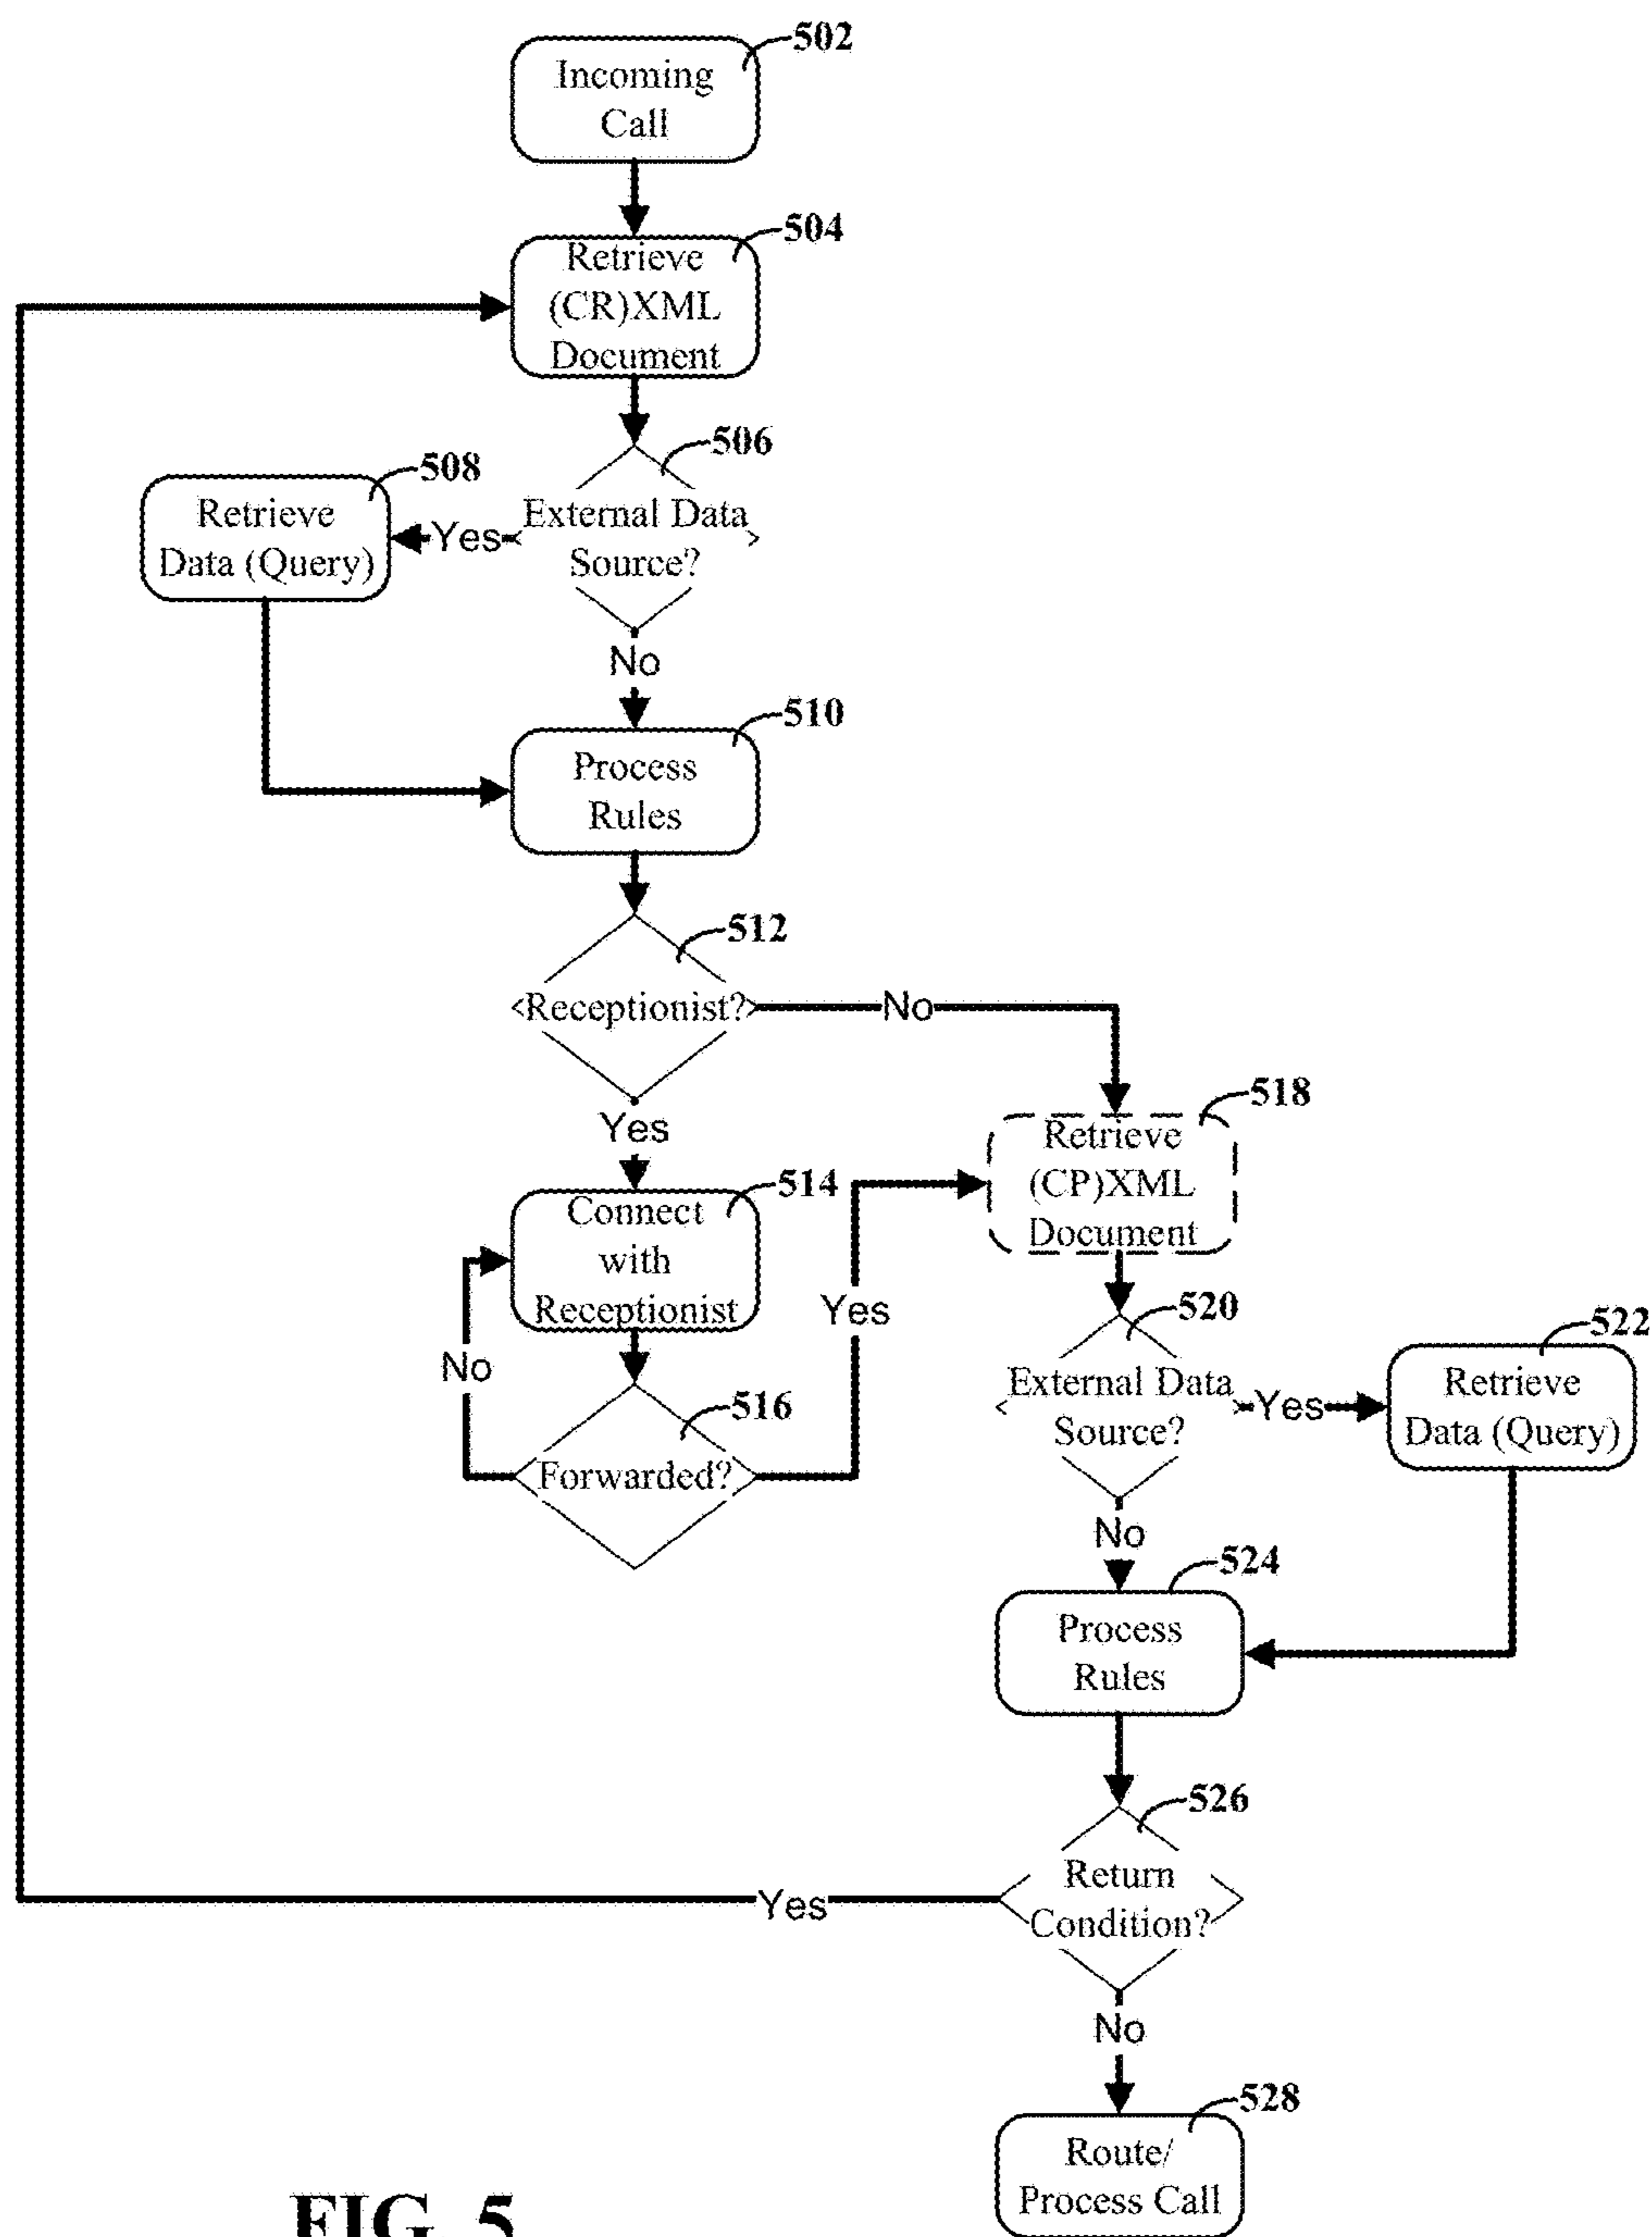 502
Incoming
Call
504
Retrieve
(CR)XML
Document
506
External Data
Source?
508
Retrieve
Data (Query)
Yes
No
510
Process
Rules
512
Receptionist?
No
Yes
514
Connect
with
Receptionist
516
Forwarded?
No
Yes
518
Retrieve
(CP)XML
Document
520
External Data
Source?
Yes
522
Retrieve
Data (Query)
No
524
Process
Rules
526
Return
Condition?
Yes
No
528
Route/
Process Call
FIG. 5